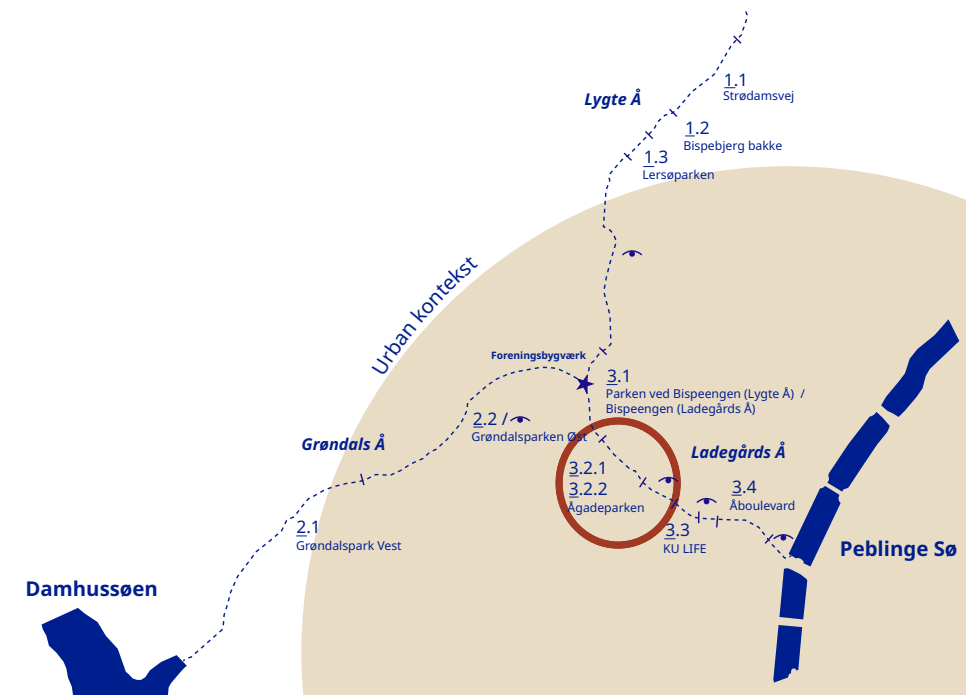 1.1
Strødamsvej
Lygte Å
1.2
Bispebjerg bakke
1.3
Lersøparken
Urban kontekst
Foreningsbygværk
3.1
Parken ved Bispeengen (Lygte Å) /
Bispeengen (Ladegårds Å)
2.2 /
Grøndalsparken Øst
Grøndals Å
Ladegårds Å
3.2.1
3.2.2
Ågadeparken
3.4
Åboulevard
3.3
KU LIFE
2.1
Grøndalspark Vest
Peblinge Sø
Damhussøen